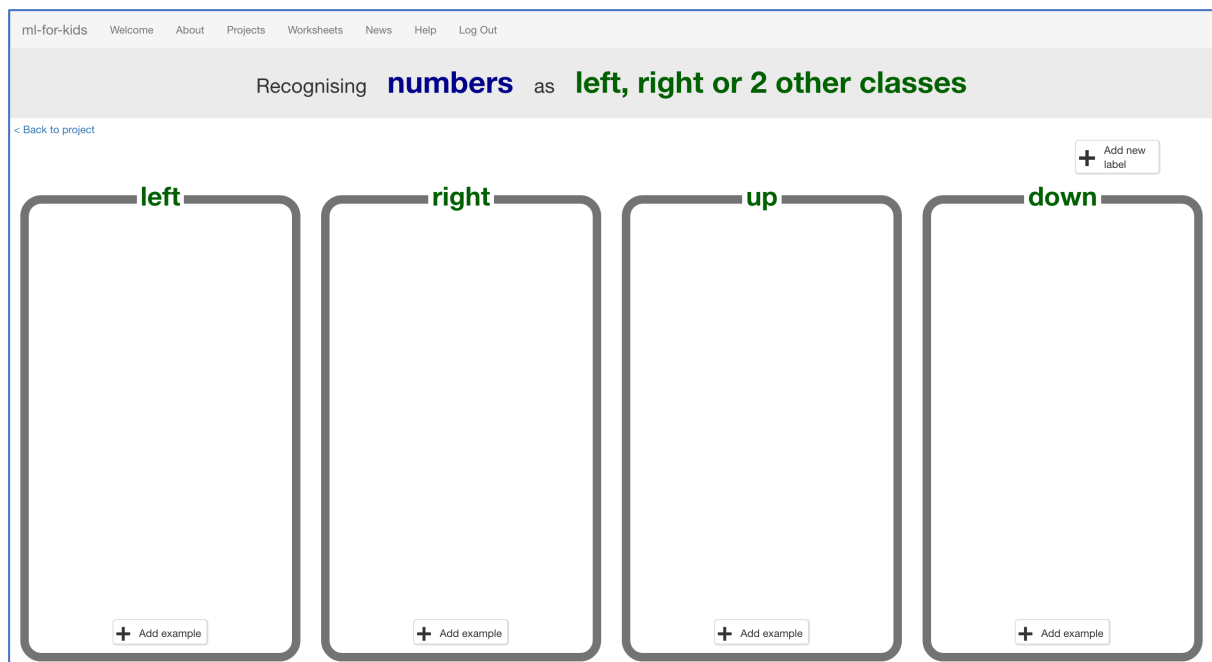 ml-for-kids Welcome About Projects Worksheets News Help Log Out
Recognising numbers as left, right or 2 other classes
< Back to project
Add new
label
left right up down
Add example Add example Add example Add example